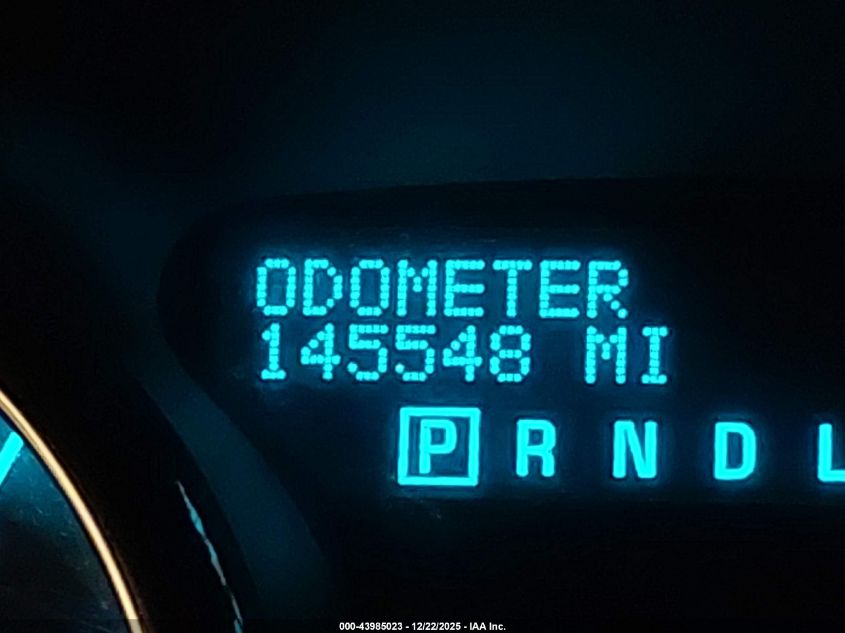 ODOMETER
145548 MI
P R N D L
000-43985023 - 12/22/2025 - IAA Inc.